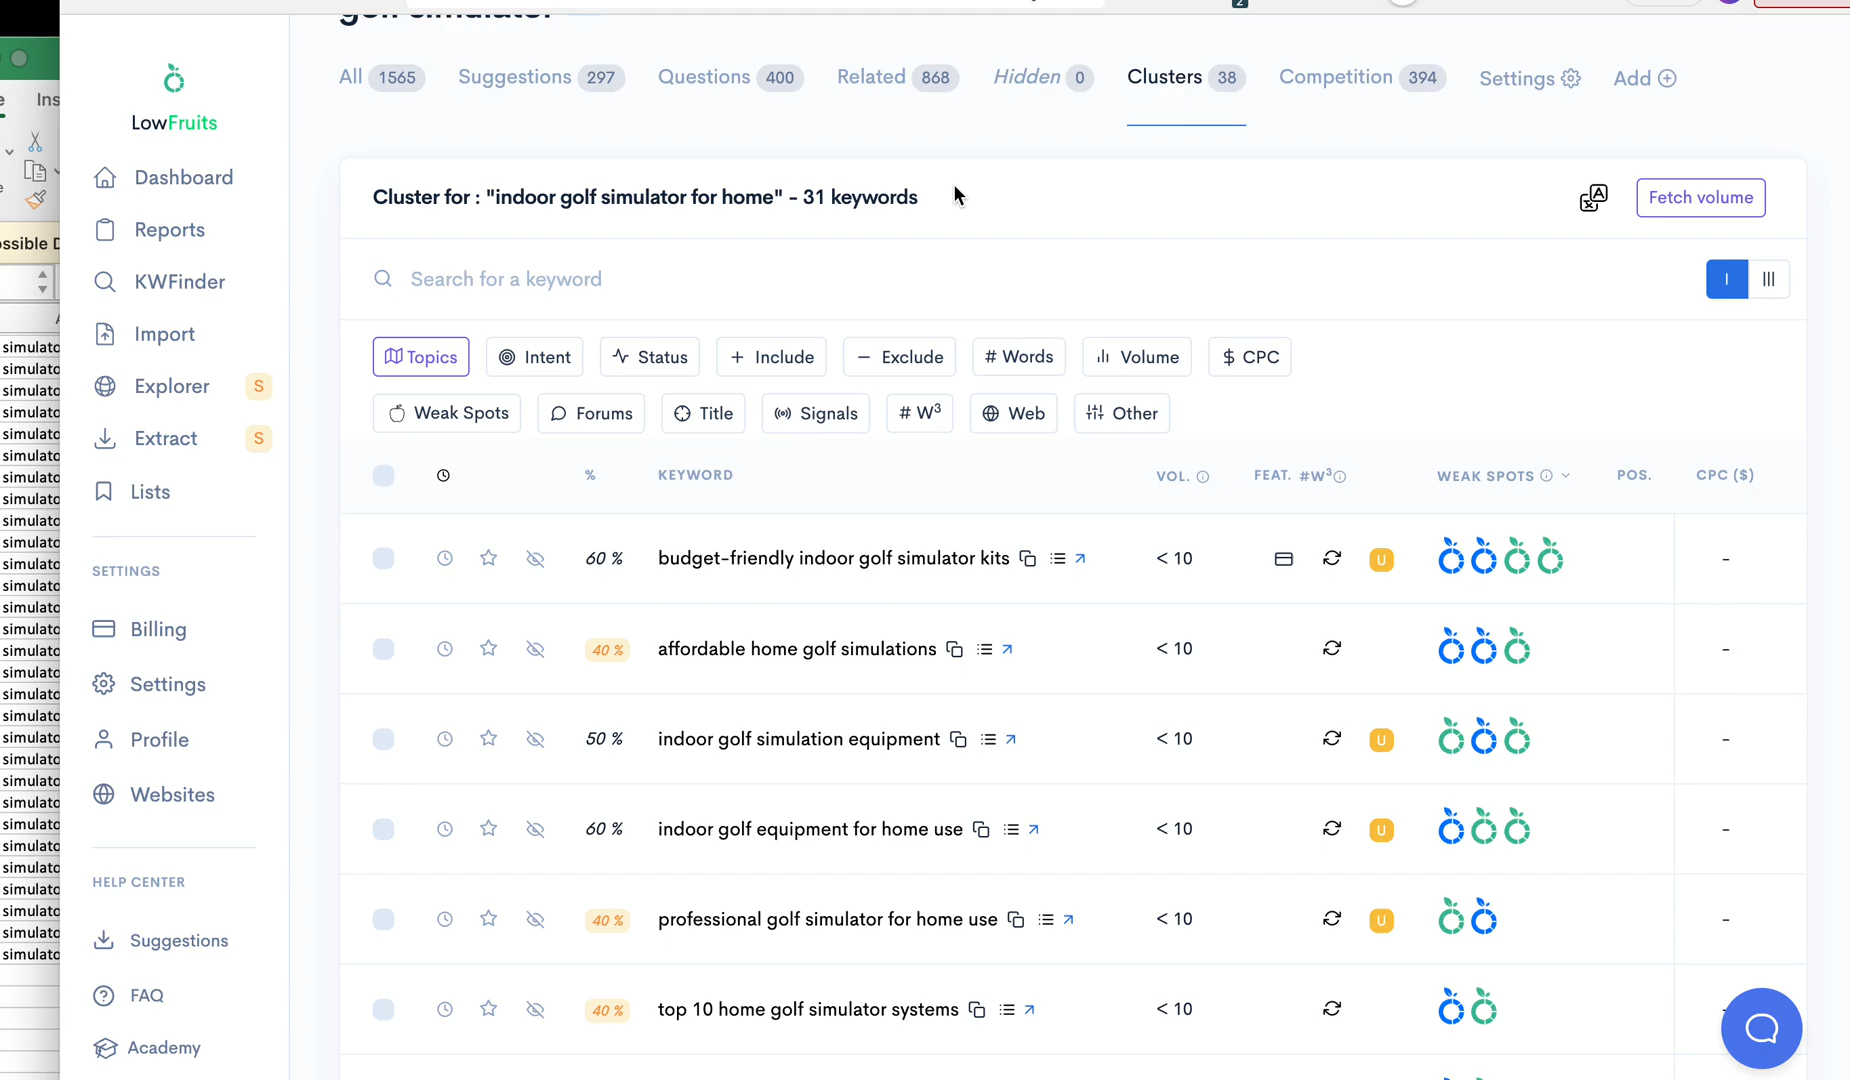 golf simulator
All 1565 Suggestions 297 Questions 400 Related 868 Hidden 0 Clusters 38 Competition 394 Settings Add
LowFruits
Dashboard
Reports
KWFinder
Import
Explorer S
Extract S
Lists
SETTINGS
Billing
Settings
Profile
Websites
HELP CENTER
Suggestions
FAQ
Academy
Cluster for : "indoor golf simulator for home" - 31 keywords
Fetch volume
Search for a keyword
Topics Intent Status + Include − Exclude # Words Volume $ CPC
Weak Spots Forums Title Signals # W³ Web Other
% KEYWORD VOL. FEAT. #W³ WEAK SPOTS POS. CPC ($)
60 % budget-friendly indoor golf simulator kits < 10 U -
40 % affordable home golf simulations < 10 -
50 % indoor golf simulation equipment < 10 U -
60 % indoor golf equipment for home use < 10 U -
40 % professional golf simulator for home use < 10 U -
40 % top 10 home golf simulator systems < 10 -